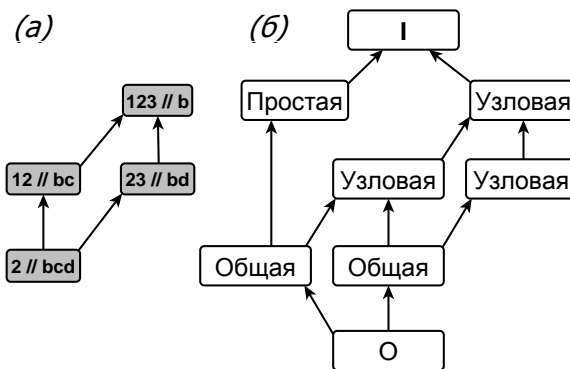 (а)
(б)
I
123 // b
Простая
Узловая
12 // bc
23 // bd
Узловая
Узловая
2 // bcd
Общая
Общая
О